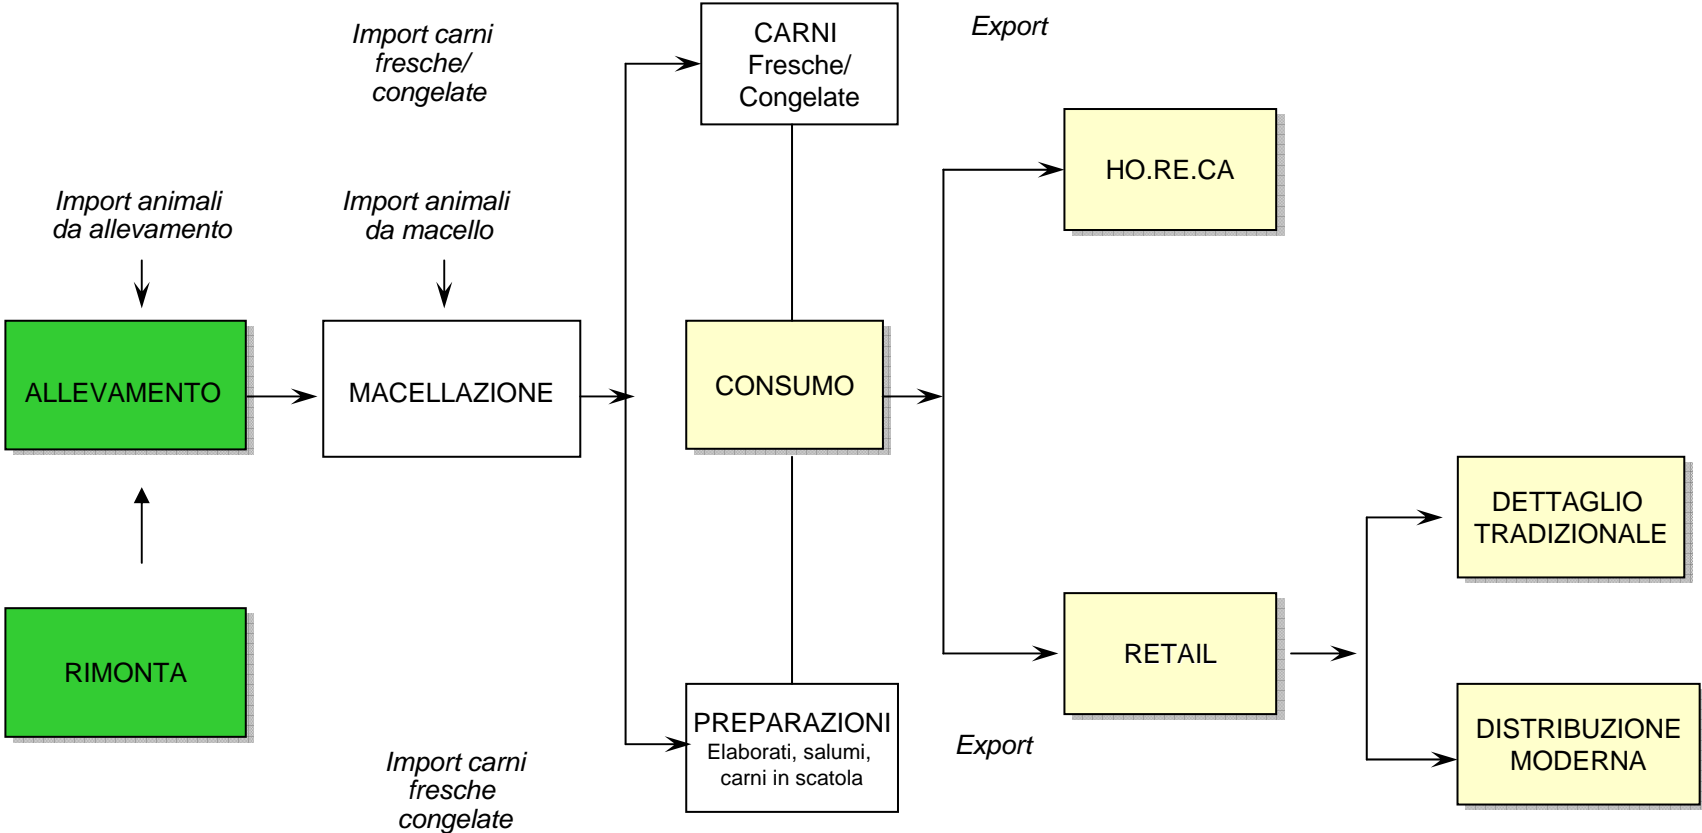 Import carni
fresche/
congelate
CARNI
Fresche/
Congelate
Export
HO.RE.CA
Import animali
da allevamento
Import animali
da macello
ALLEVAMENTO
MACELLAZIONE
CONSUMO
DETTAGLIO
TRADIZIONALE
RIMONTA
RETAIL
PREPARAZIONI
Elaborati, salumi,
carni in scatola
Export
DISTRIBUZIONE
MODERNA
Import carni
fresche
congelate